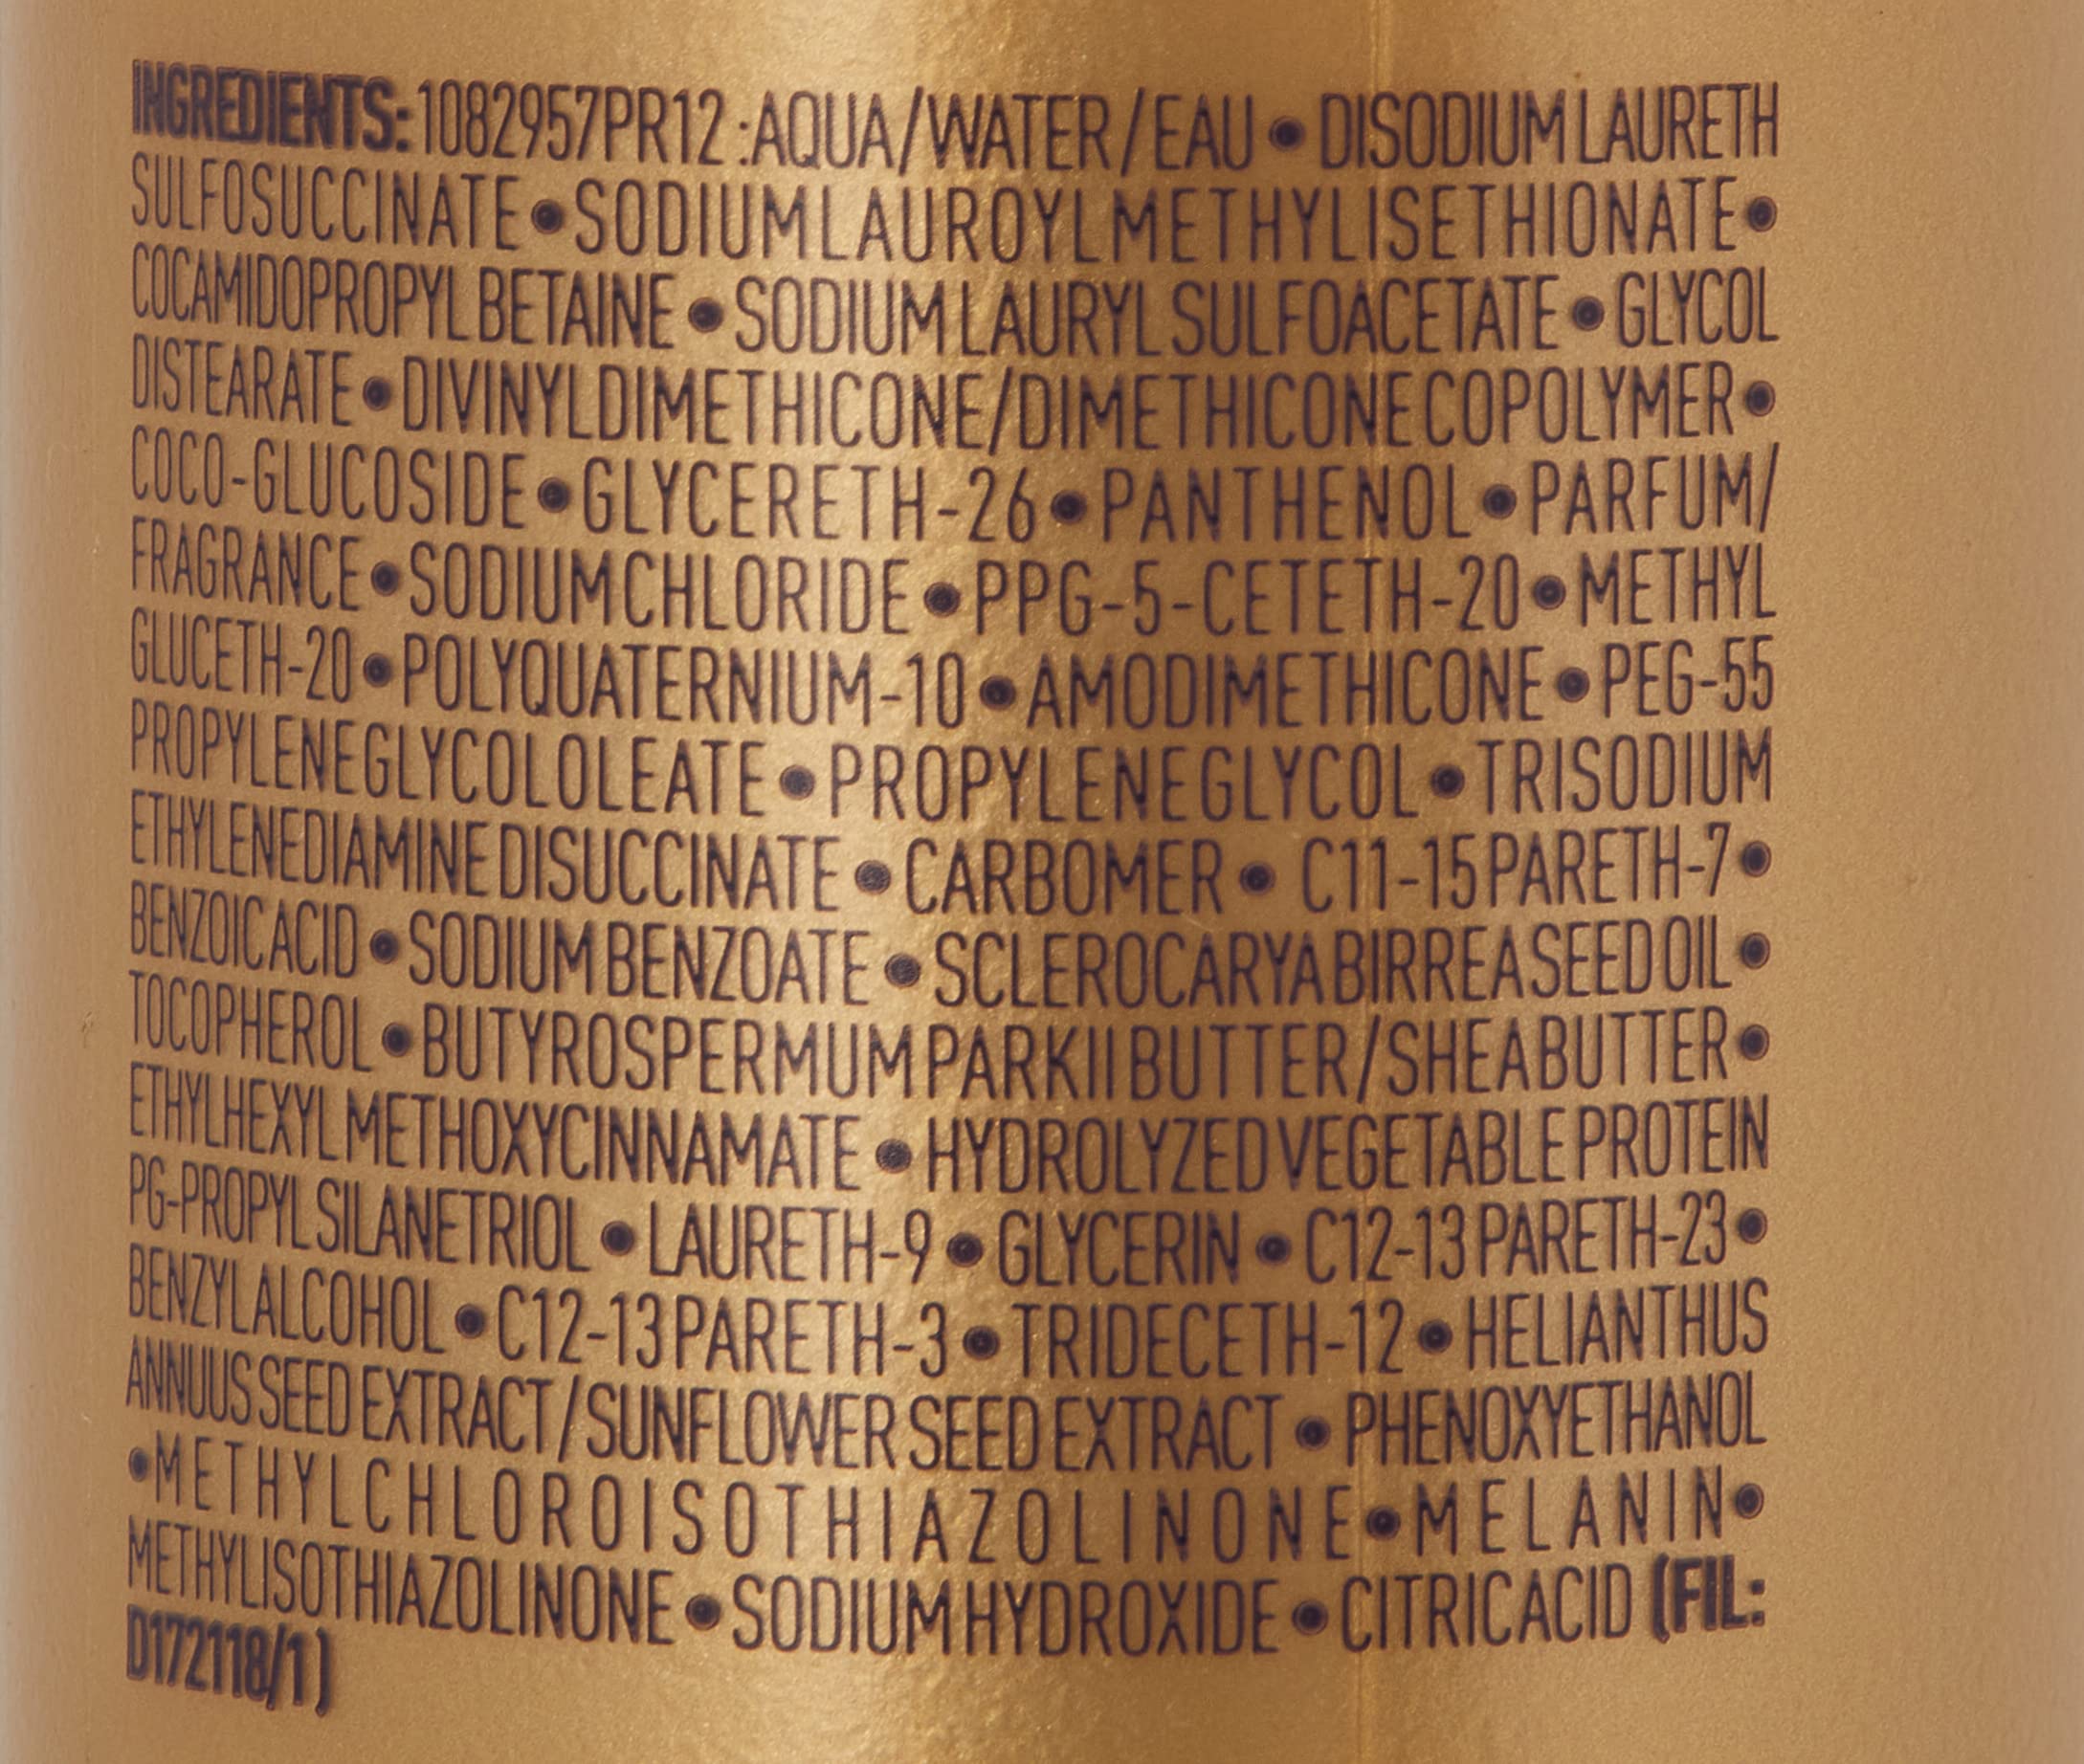 INGREDIENTS: 1082957PR12 :AQUA/WATER/EAU • DISODIUM LAURETH
SULFOSUCCINATE • SODIUM LAUROYL METHYL ISETHIONATE •
COCAMIDOPROPYL BETAINE • SODIUM LAURYL SULFOACETATE • GLYCOL
DISTEARATE • DIVINYLDIMETHICONE/DIMETHICONE COPOLYMER •
COCO-GLUCOSIDE • GLYCERETH-26 • PANTHENOL • PARFUM/
FRAGRANCE • SODIUM CHLORIDE • PPG-5-CETETH-20 • METHYL
GLUCETH-20 • POLYQUATERNIUM-10 • AMODIMETHICONE • PEG-55
PROPYLENE GLYCOL OLEATE • PROPYLENE GLYCOL • TRISODIUM
ETHYLENEDIAMINE DISUCCINATE • CARBOMER • C11-15 PARETH-7 •
BENZOIC ACID • SODIUM BENZOATE • SCLEROCARYA BIRREA SEED OIL •
TOCOPHEROL • BUTYROSPERMUM PARKII BUTTER/SHEA BUTTER •
ETHYLHEXYL METHOXYCINNAMATE • HYDROLYZED VEGETABLE PROTEIN
PG-PROPYL SILANETRIOL • LAURETH-9 • GLYCERIN • C12-13 PARETH-23 •
BENZYL ALCOHOL • C12-13 PARETH-3 • TRIDECETH-12 • HELIANTHUS
ANNUUS SEED EXTRACT/SUNFLOWER SEED EXTRACT • PHENOXYETHANOL
• METHYLCHLOROISOTHIAZOLINONE • MELANIN •
METHYLISOTHIAZOLINONE • SODIUM HYDROXIDE • CITRIC ACID (FIL:
D172118/1)